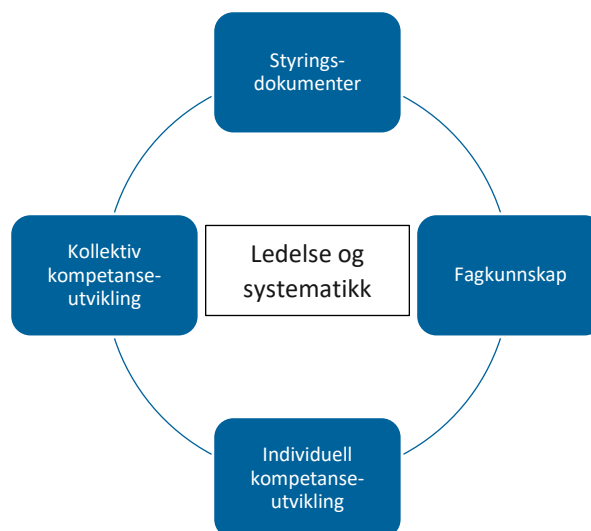 Styrings-
dokumenter
Kollektiv
kompetanse-
utvikling
Ledelse og
systematikk
Fagkunnskap
Individuell
kompetanse-
utvikling